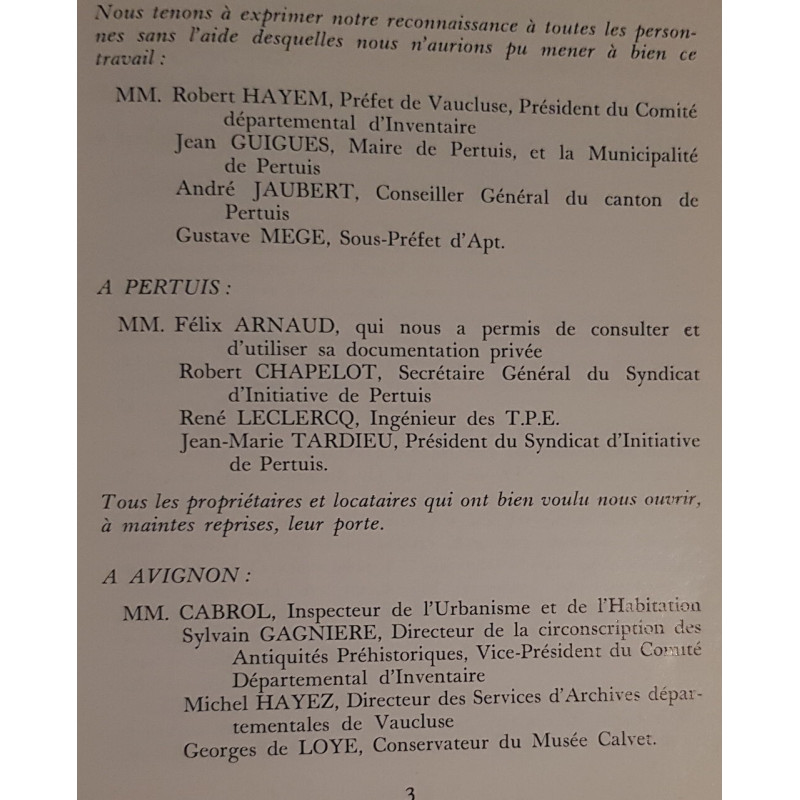 Nous tenons à exprimer notre reconnaissance à toutes les person-
nes sans l'aide desquelles nous n'aurions pu mener à bien ce
travail :
MM. Robert HAYEM, Préfet de Vaucluse, Président du Comité
départemental d'Inventaire
Jean GUIGUES, Maire de Pertuis, et la Municipalité
de Pertuis
André JAUBERT, Conseiller Général du canton de
Pertuis
Gustave MEGE, Sous-Préfet d'Apt.
A PERTUIS :
MM. Félix ARNAUD, qui nous a permis de consulter et
d'utiliser sa documentation privée
Robert CHAPELOT, Secrétaire Général du Syndicat
d'Initiative de Pertuis
René LECLERCQ, Ingénieur des T.P.E.
Jean-Marie TARDIEU, Président du Syndicat d'Initiative
de Pertuis.
Tous les propriétaires et locataires qui ont bien voulu nous ouvrir,
à maintes reprises, leur porte.
A AVIGNON :
MM. CABROL, Inspecteur de l'Urbanisme et de l'Habitation
Sylvain GAGNIERE, Directeur de la circonscription des
Antiquités Préhistoriques, Vice-Président du Comité
Départemental d'Inventaire
Michel HAYEZ, Directeur des Services d'Archives dépar-
tementales de Vaucluse
Georges de LOYE, Conservateur du Musée Calvet.
3